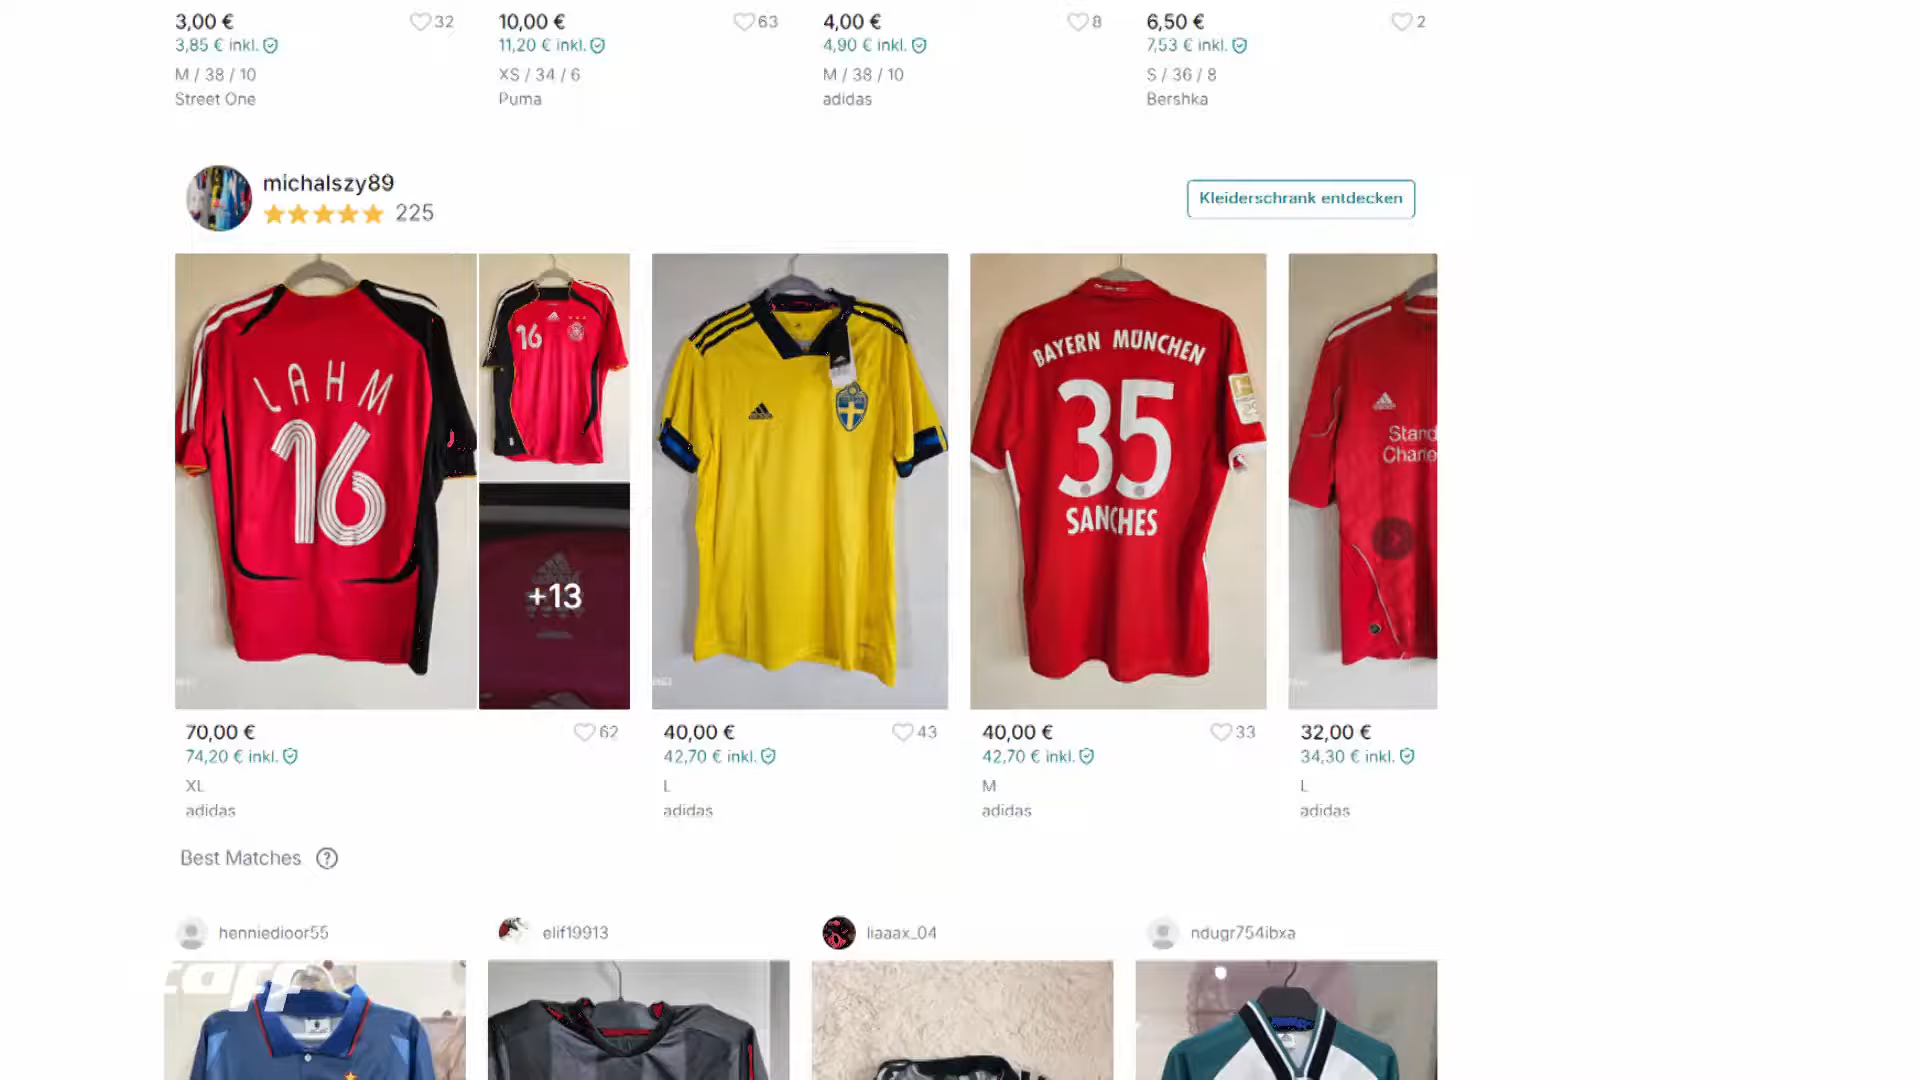 3,00 €
32
3,85 € inkl.
M / 38 / 10
Street One
10,00 €
63
11,20 € inkl.
XS / 34 / 6
Puma
4,00 €
8
4,90 € inkl.
M / 38 / 10
adidas
6,50 €
2
7,53 € inkl.
S / 36 / 8
Bershka
michalszy89
225
Kleiderschrank entdecken
LAHM
16
16
+13
BAYERN MÜNCHEN
35
SANCHES
Stand
Charte
70,00 €
62
74,20 € inkl.
XL
adidas
40,00 €
43
42,70 € inkl.
L
adidas
40,00 €
33
42,70 € inkl.
M
adidas
32,00 €
34,30 € inkl.
L
adidas
Best Matches
?
henniedioor55
elif19913
liaaax_04
ndugr754ibxa